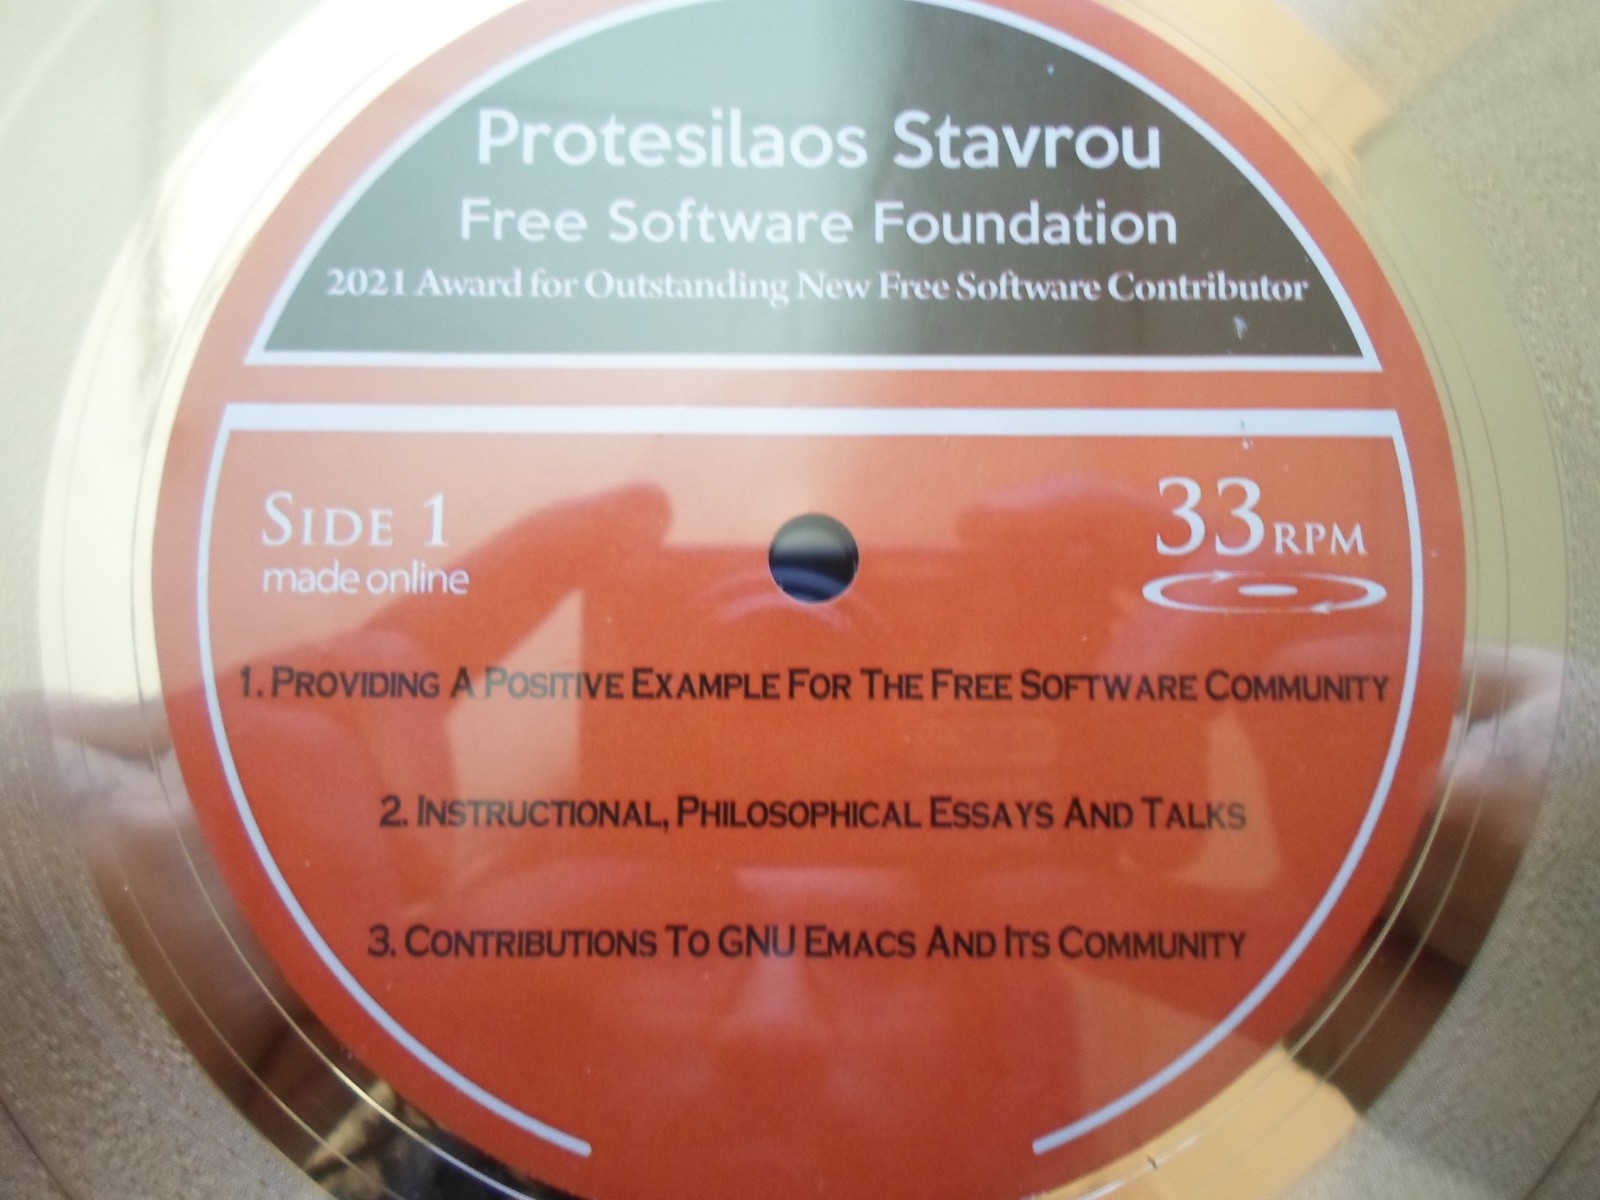 Protesilaos Stavrou
Free Software Foundation
2021 Award for Outstanding New Free Software Contributor
SIDE 1
made online
33 RPM
1. PROVIDING A POSITIVE EXAMPLE FOR THE FREE SOFTWARE COMMUNITY
2. INSTRUCTIONAL, PHILOSOPHICAL ESSAYS AND TALKS
3. CONTRIBUTIONS TO GNU EMACS AND ITS COMMUNITY